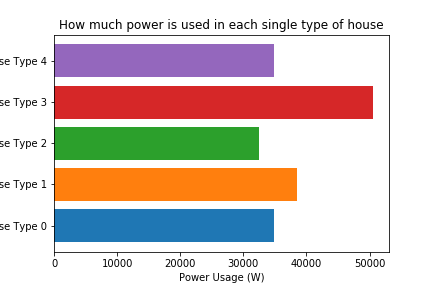 How much power is used in each single type of house
se Type 4
se Type 3
se Type 2
se Type 1
se Type 0
0 10000 20000 30000 40000 50000
Power Usage (W)